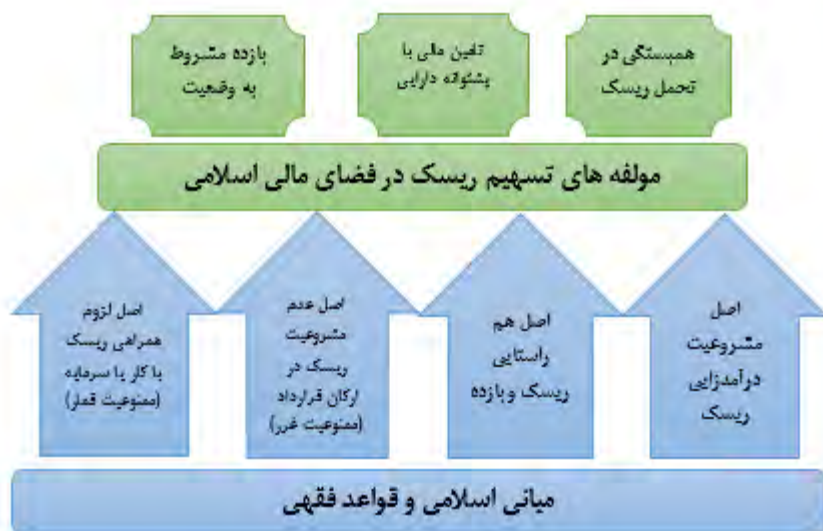 همبستگی در
تحمل ریسک
تامین مالی با
پشتوانه دارایی
بازده مشروط
به وضعیت
مولفه های تسهیم ریسک در فضای مالی اسلامی
اصل
مشروعیت
درآمدزایی
ریسک
اصل هم
راستایی
ریسک و بازده
اصل عدم
مشروعیت
ریسک در
ارکان قرارداد
(ممنوعیت غرر)
اصل لزوم
همراهی ریسک
با کار یا سرمایه
(ممنوعیت قمار)
مبانی اسلامی و قواعد فقهی